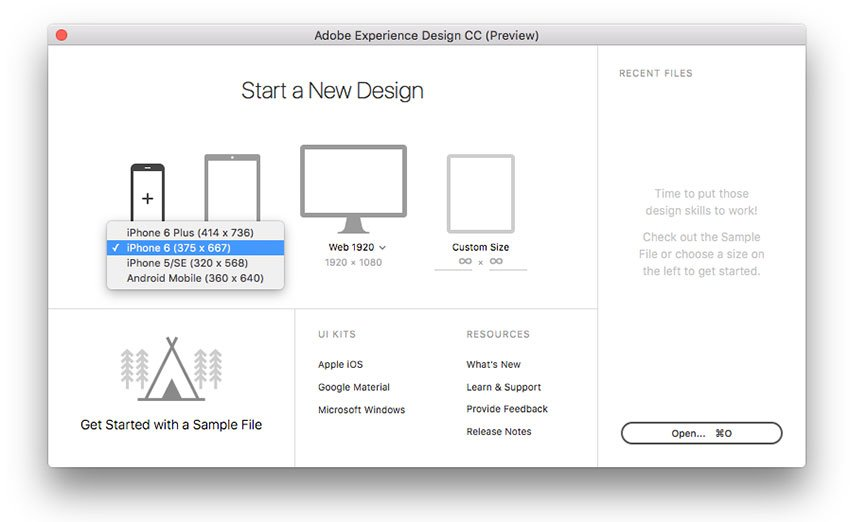 Adobe Experience Design CC (Preview)
Start a New Design
iPhone 6 Plus (414 x 736)
✓ iPhone 6 (375 x 667)
iPhone 5/SE (320 x 568)
Android Mobile (360 x 640)
Web 1920
1920 x 1080
Custom Size
∞ x ∞
Get Started with a Sample File
UI KITS
Apple iOS
Google Material
Microsoft Windows
RESOURCES
What's New
Learn & Support
Provide Feedback
Release Notes
RECENT FILES
Time to put those
design skills to work!
Check out the Sample
File or choose a size on
the left to get started.
Open... ⌘O